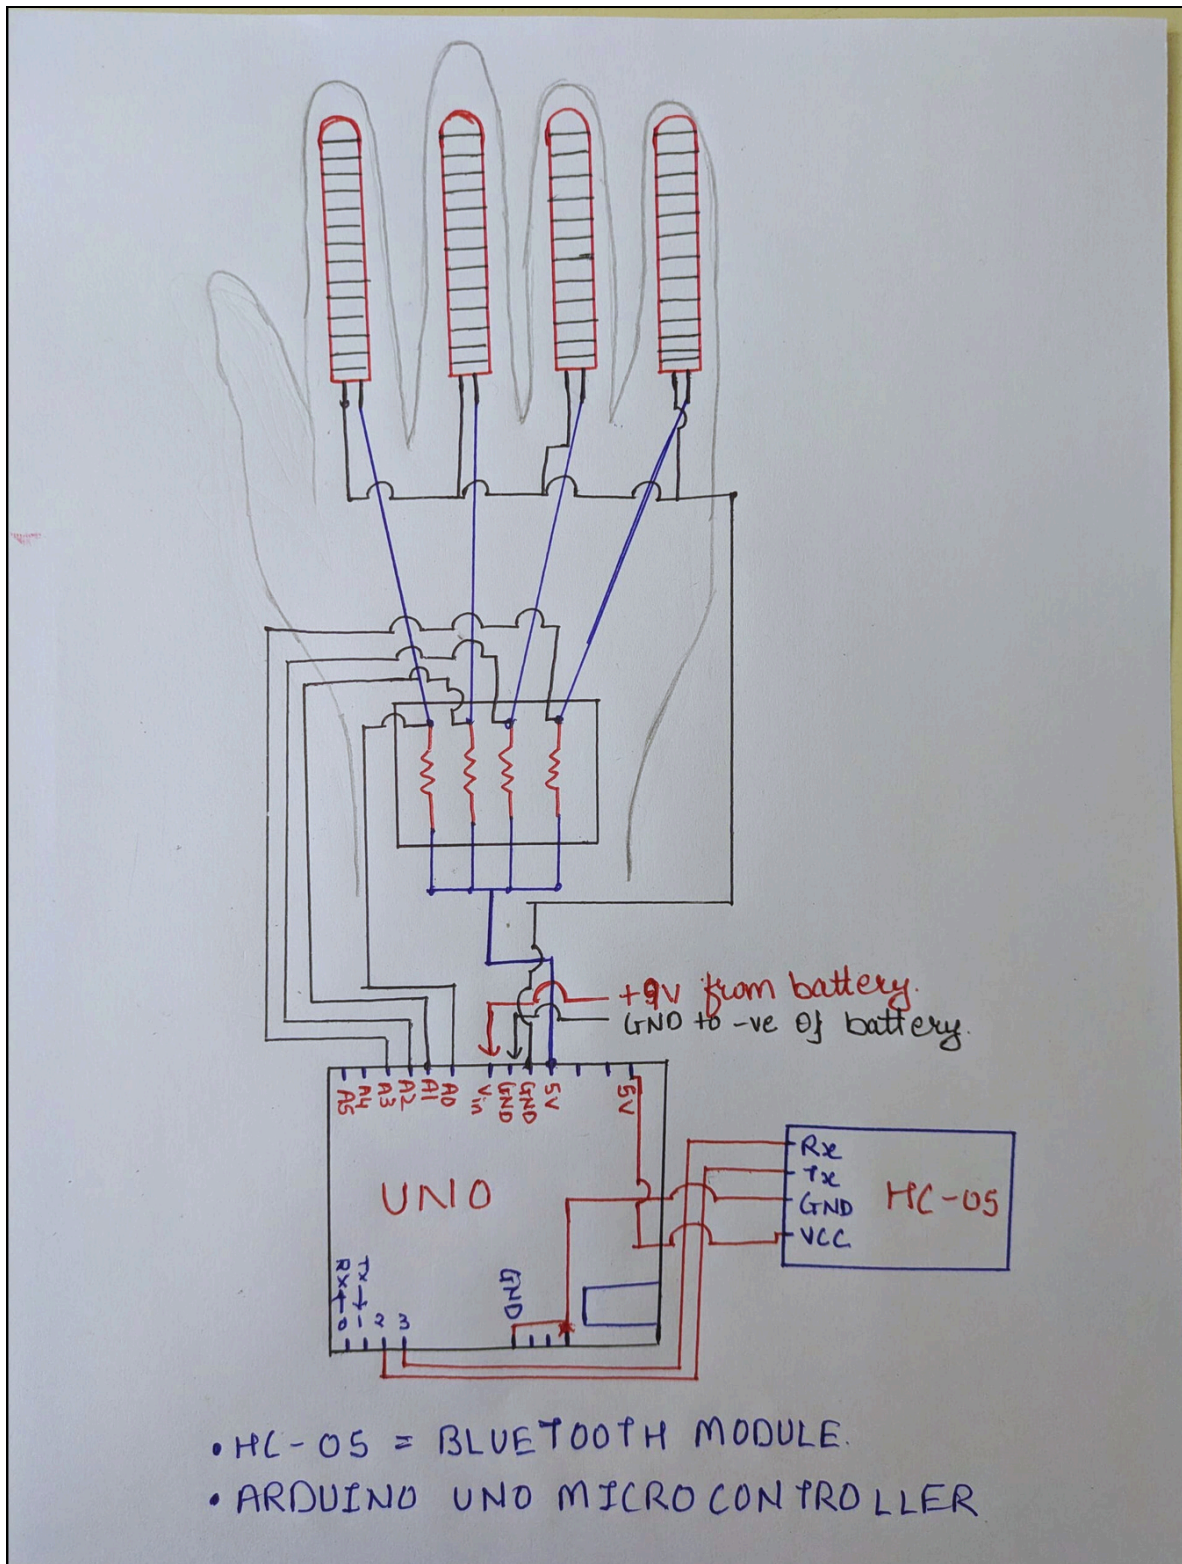 +9V from battery.
GND to -ve of battery.
A5 A4 A3 A2 A1 A0 Vin GND GND 5V 5V
UNO
Rx
Tx
GND
VCC
HC-05
RX← 0
TX→ 1
2
3
GND
• HC-05 = BLUETOOTH MODULE.
• ARDUINO UNO MICROCONTROLLER